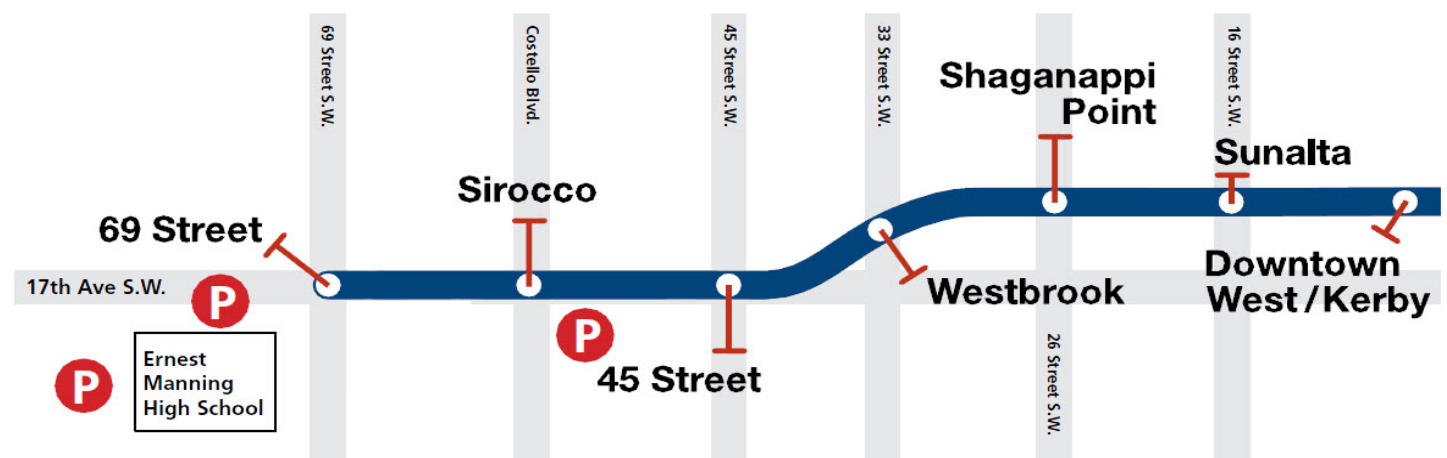 69 Street S.W.
Costello Blvd.
45 Street S.W.
33 Street S.W.
16 Street S.W.
Shaganappi
Point
Sunalta
Sirocco
69 Street
17th Ave S.W.
P
Westbrook
Downtown
West / Kerby
P
26 Street S.W.
45 Street
P
Ernest
Manning
High School